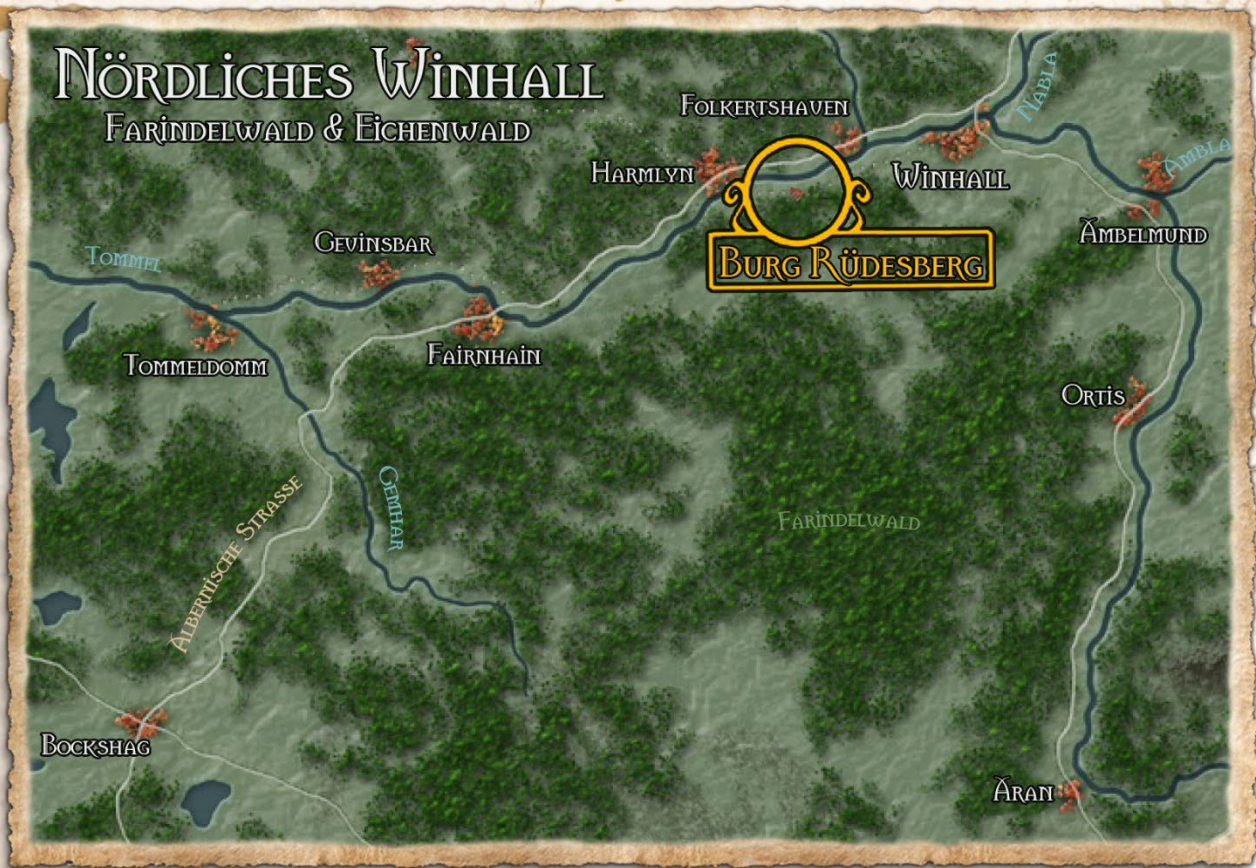 Nördliches Winhall
Farindelwald & Eichenwald
Folkertshaven
Nabla
Harmlyn
Winhall
Ambla
Ambelmund
Gevinsbar
Tommel
Burg Rüdesberg
Tommeldomm
Fairnhain
Ortis
Gemhar
Albernische Strasse
Farindelwald
Bockshag
Aran